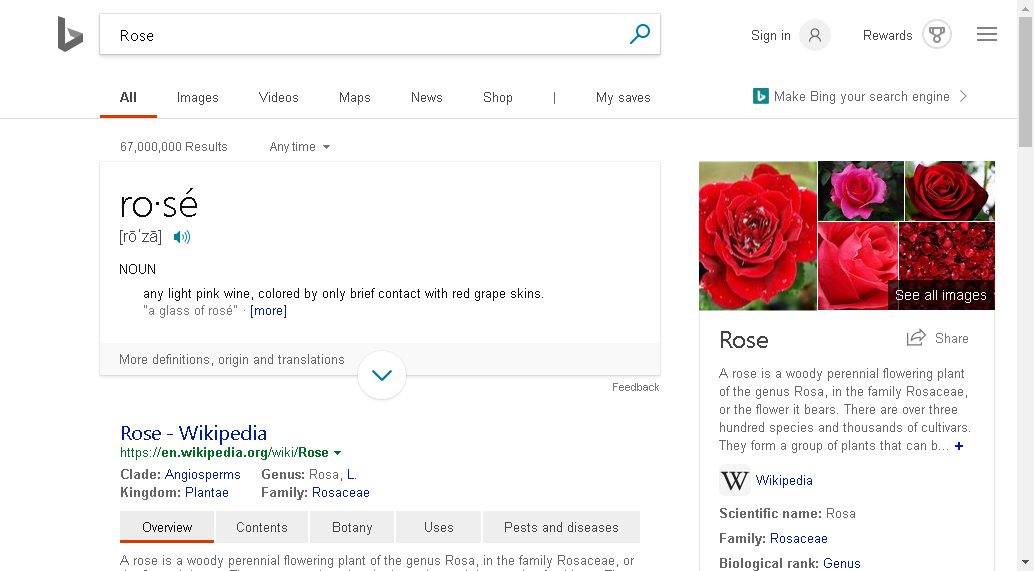 Rose
Sign in
Rewards
All
Images
Videos
Maps
News
Shop
|
My saves
Make Bing your search engine
67,000,000 Results
Any time
ro·sé
[rōˈzā]
NOUN
any light pink wine, colored by only brief contact with red grape skins.
"a glass of rosé" · [more]
More definitions, origin and translations
Feedback
Rose - Wikipedia
https://en.wikipedia.org/wiki/Rose
Clade: Angiosperms Genus: Rosa, L.
Kingdom: Plantae Family: Rosaceae
Overview
Contents
Botany
Uses
Pests and diseases
A rose is a woody perennial flowering plant of the genus Rosa, in the family Rosaceae, or
See all images
Rose
Share
A rose is a woody perennial flowering plant
of the genus Rosa, in the family Rosaceae,
or the flower it bears. There are over three
hundred species and thousands of cultivars.
They form a group of plants that can b... +
W Wikipedia
Scientific name: Rosa
Family: Rosaceae
Biological rank: Genus